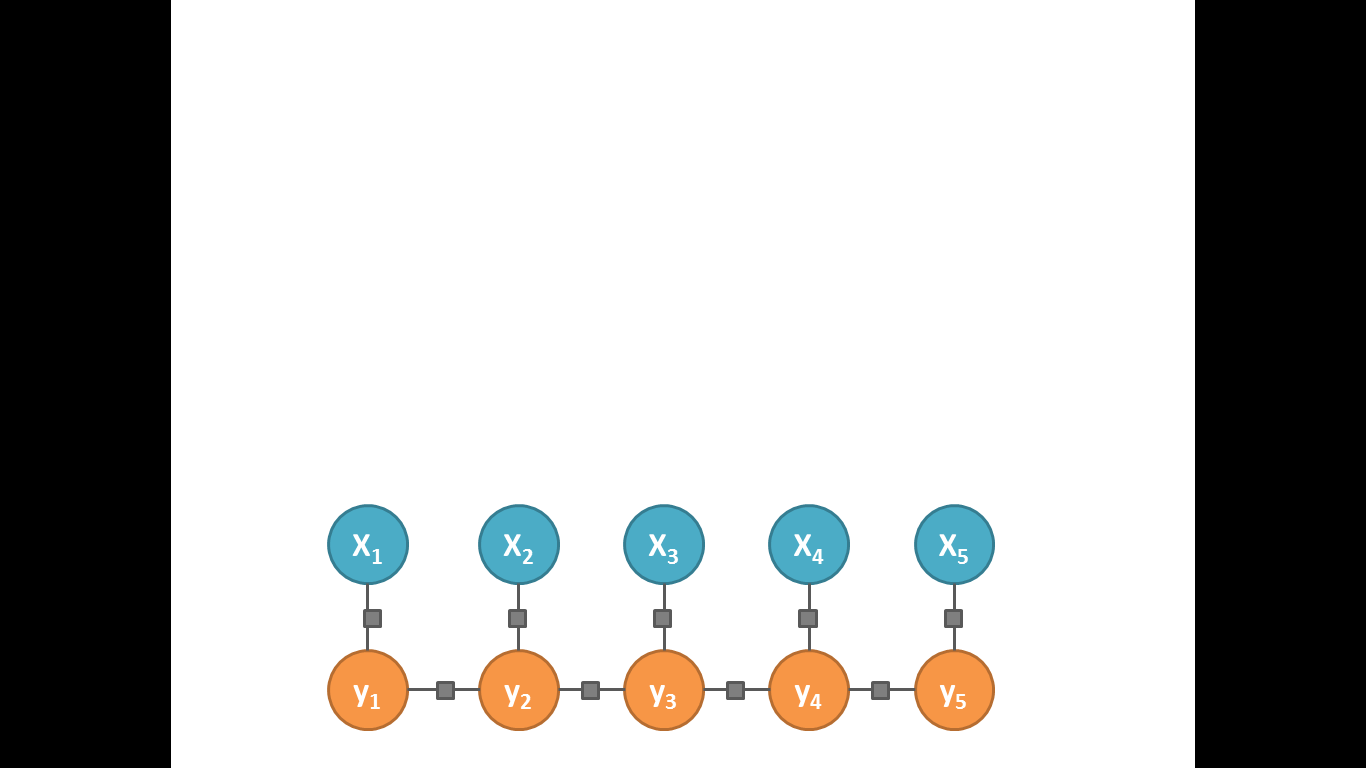 X₁ X₂ X₃ X₄ X₅
y₁ y₂ y₃ y₄ y₅